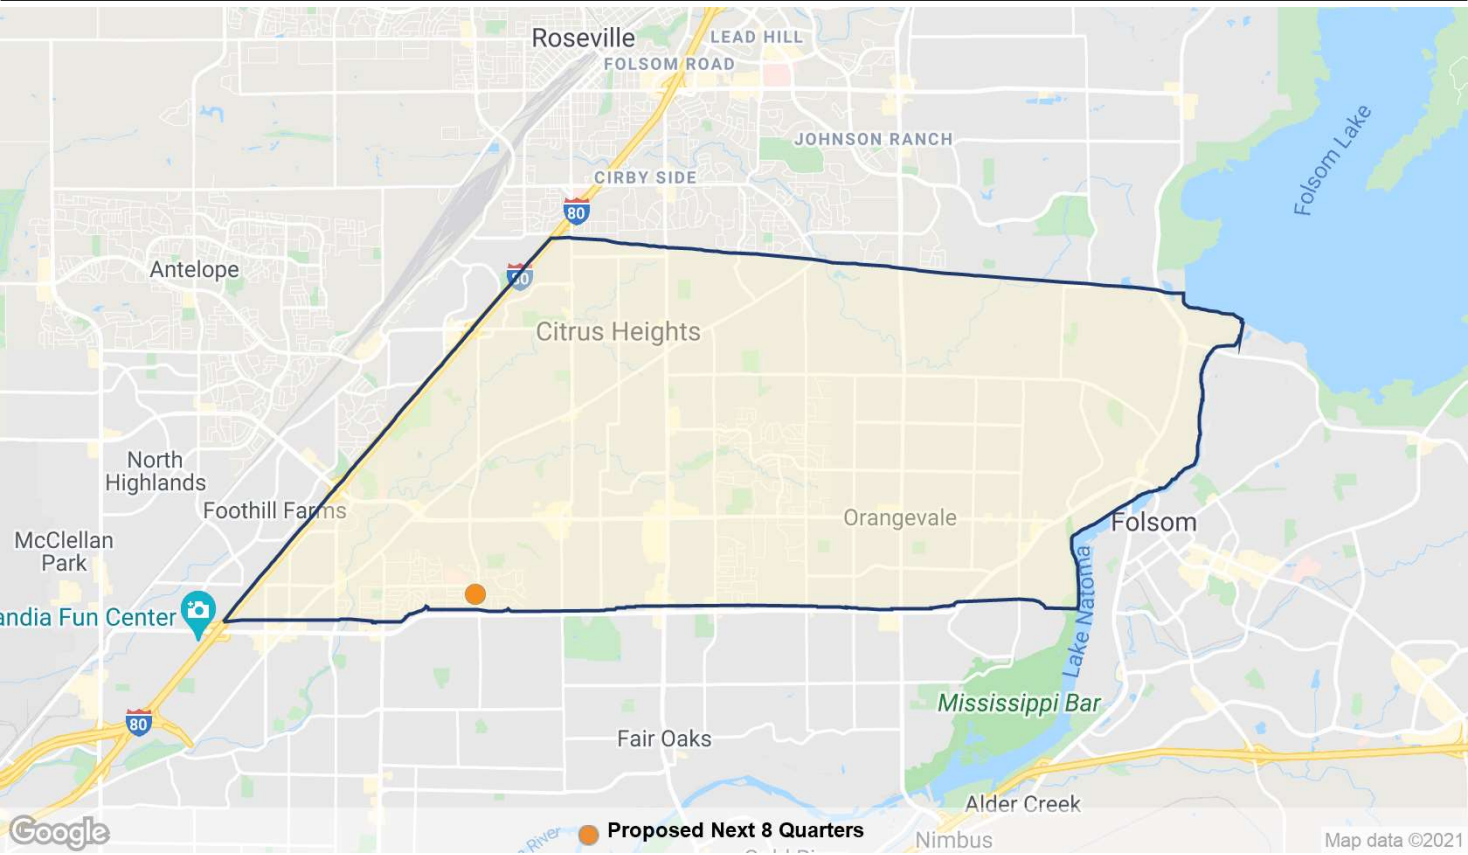 Roseville
LEAD HILL
FOLSOM ROAD
JOHNSON RANCH
Folsom Lake
CIRBY SIDE
80
Antelope
80
Citrus Heights
North
Highlands
Foothill Farms
Orangevale
Folsom
McClellan
Park
andia Fun Center
Lake Natoma
Mississippi Bar
80
Fair Oaks
Alder Creek
Google
Proposed Next 8 Quarters
River
Nimbus
Map data ©2021